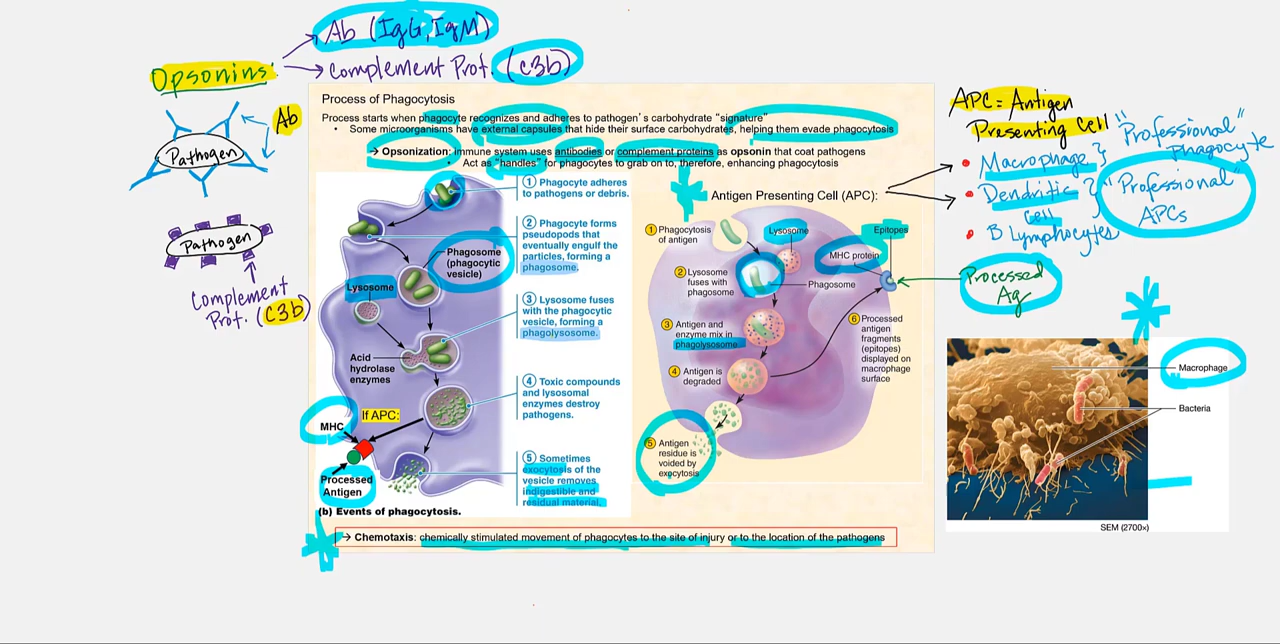 Ab (IgG, IgM)
Opsonins:
Complement Prot. (C3b)
Ab
Pathogen
Pathogen
Complement
Prot. (C3b)
Process of Phagocytosis
Process starts when phagocyte recognizes and adheres to pathogen's carbohydrate "signature"
• Some microorganisms have external capsules that hide their surface carbohydrates, helping them evade phagocytosis
→ Opsonization: immune system uses antibodies or complement proteins as opsonin that coat pathogens
• Act as "handles" for phagocytes to grab on to, therefore, enhancing phagocytosis
1 Phagocyte adheres
to pathogens or debris.
2 Phagocyte forms
pseudopods that
eventually engulf the
particles, forming a
phagosome.
Phagosome
(phagocytic
vesicle)
Lysosome
3 Lysosome fuses
with the phagocytic
vesicle, forming a
phagolysosome.
Acid
hydrolase
enzymes
4 Toxic compounds
and lysosomal
enzymes destroy
pathogens.
If APC:
MHC
Processed
Antigen
5 Sometimes
exocytosis of the
vesicle removes
indigestible and
residual material.
(b) Events of phagocytosis.
Antigen Presenting Cell (APC):
1 Phagocytosis
of antigen
Lysosome
Epitopes
MHC protein
2 Lysosome
fuses with
phagosome
Phagosome
3 Antigen and
enzyme mix in
phagolysosome
6 Processed
antigen
fragments
(epitopes)
displayed on
macrophage
surface
4 Antigen is
degraded
5 Antigen
residue is
voided by
exocytosis
→ Chemotaxis: chemically stimulated movement of phagocytes to the site of injury or to the location of the pathogens
APC = Antigen
Presenting Cell
• Macrophage } "Professional"
Phagocyte
• Dendritic
Cell
• B Lymphocytes
} "Professional"
APCs
Processed
Ag
Macrophage
Bacteria
SEM (2700x)